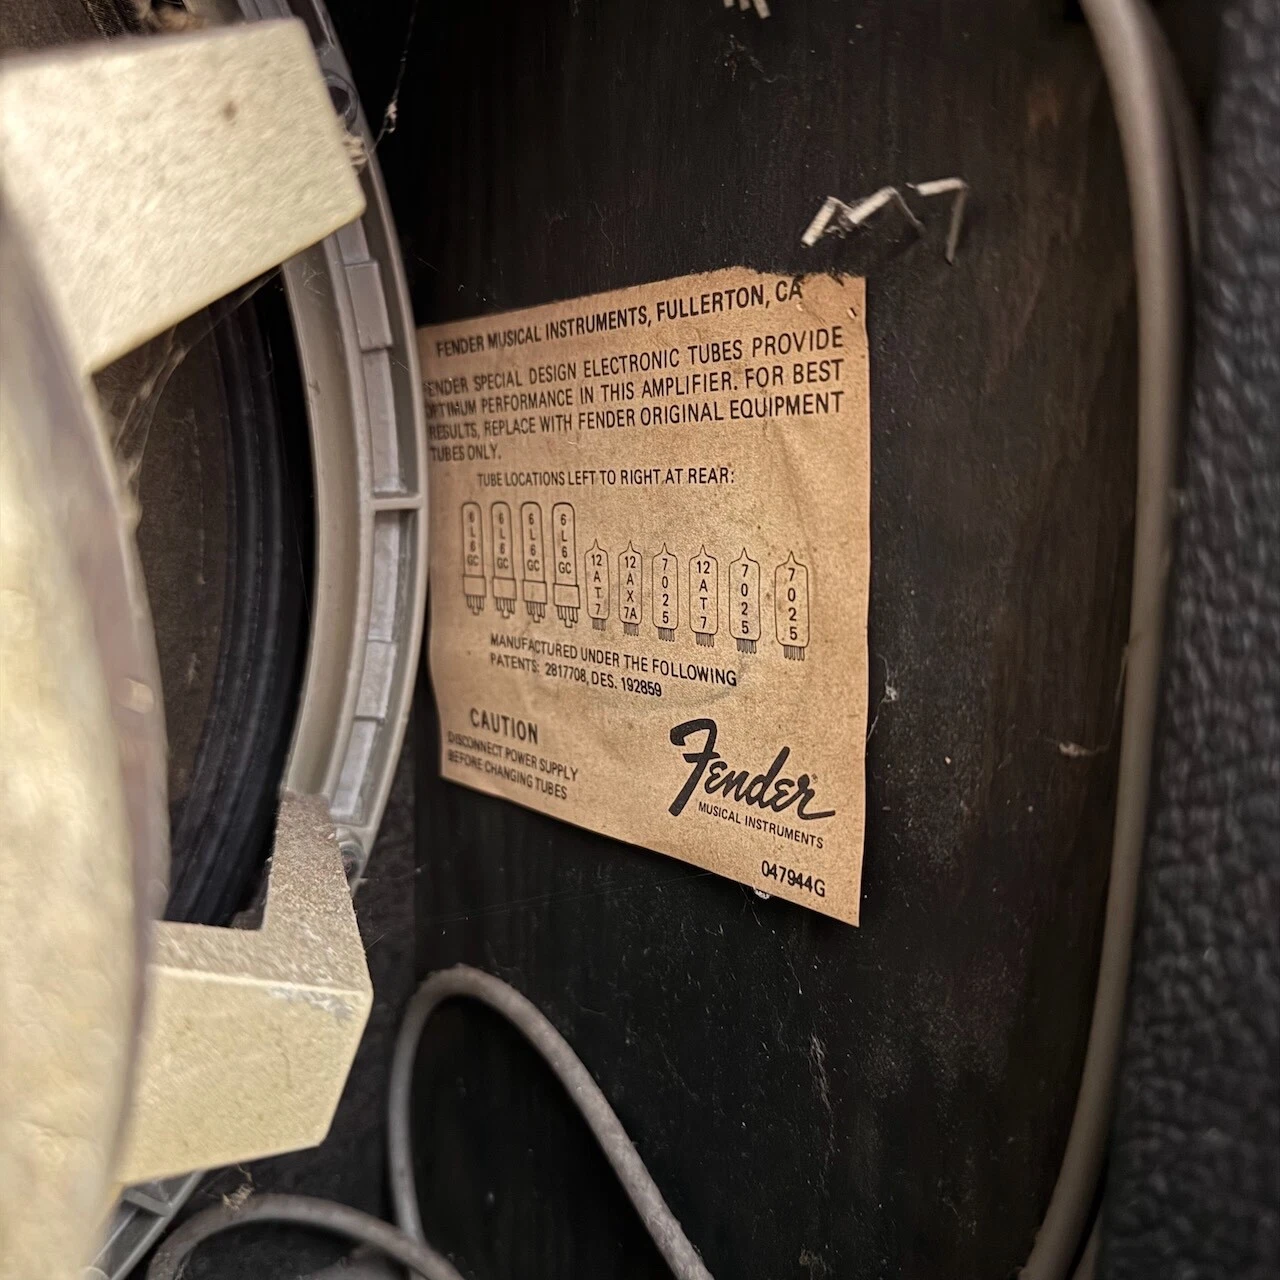 FENDER MUSICAL INSTRUMENTS, FULLERTON, CA
FENDER SPECIAL DESIGN ELECTRONIC TUBES PROVIDE
OPTIMUM PERFORMANCE IN THIS AMPLIFIER. FOR BEST
RESULTS, REPLACE WITH FENDER ORIGINAL EQUIPMENT
TUBES ONLY.
TUBE LOCATIONS LEFT TO RIGHT AT REAR:
6L6GC 6L6GC 6L6GC 6L6GC 12AT7 12AX7A 7025 12AT7 7025 7025
MANUFACTURED UNDER THE FOLLOWING
PATENTS: 2817708, DES. 192859
CAUTION
DISCONNECT POWER SUPPLY
BEFORE CHANGING TUBES
Fender
MUSICAL INSTRUMENTS
047944G